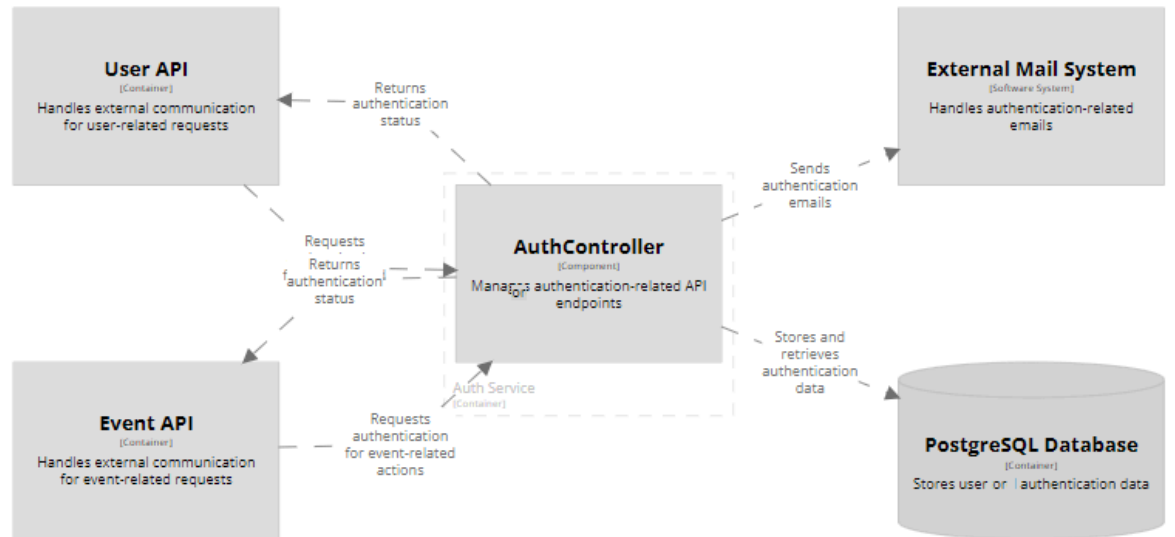 User API
[Container]
Handles external communication
for user-related requests
Returns
authentication
status
External Mail System
[Software System]
Handles authentication-related
emails
Sends
authentication
emails
Requests
Returns
authentication
status
AuthController
[Component]
Manages authentication-related API
or
endpoints
Auth Service
[Container]
Stores and
retrieves
authentication
data
Event API
[Container]
Handles external communication
for event-related requests
Requests
authentication
for event-related
actions
PostgreSQL Database
[Container]
Stores user or authentication data